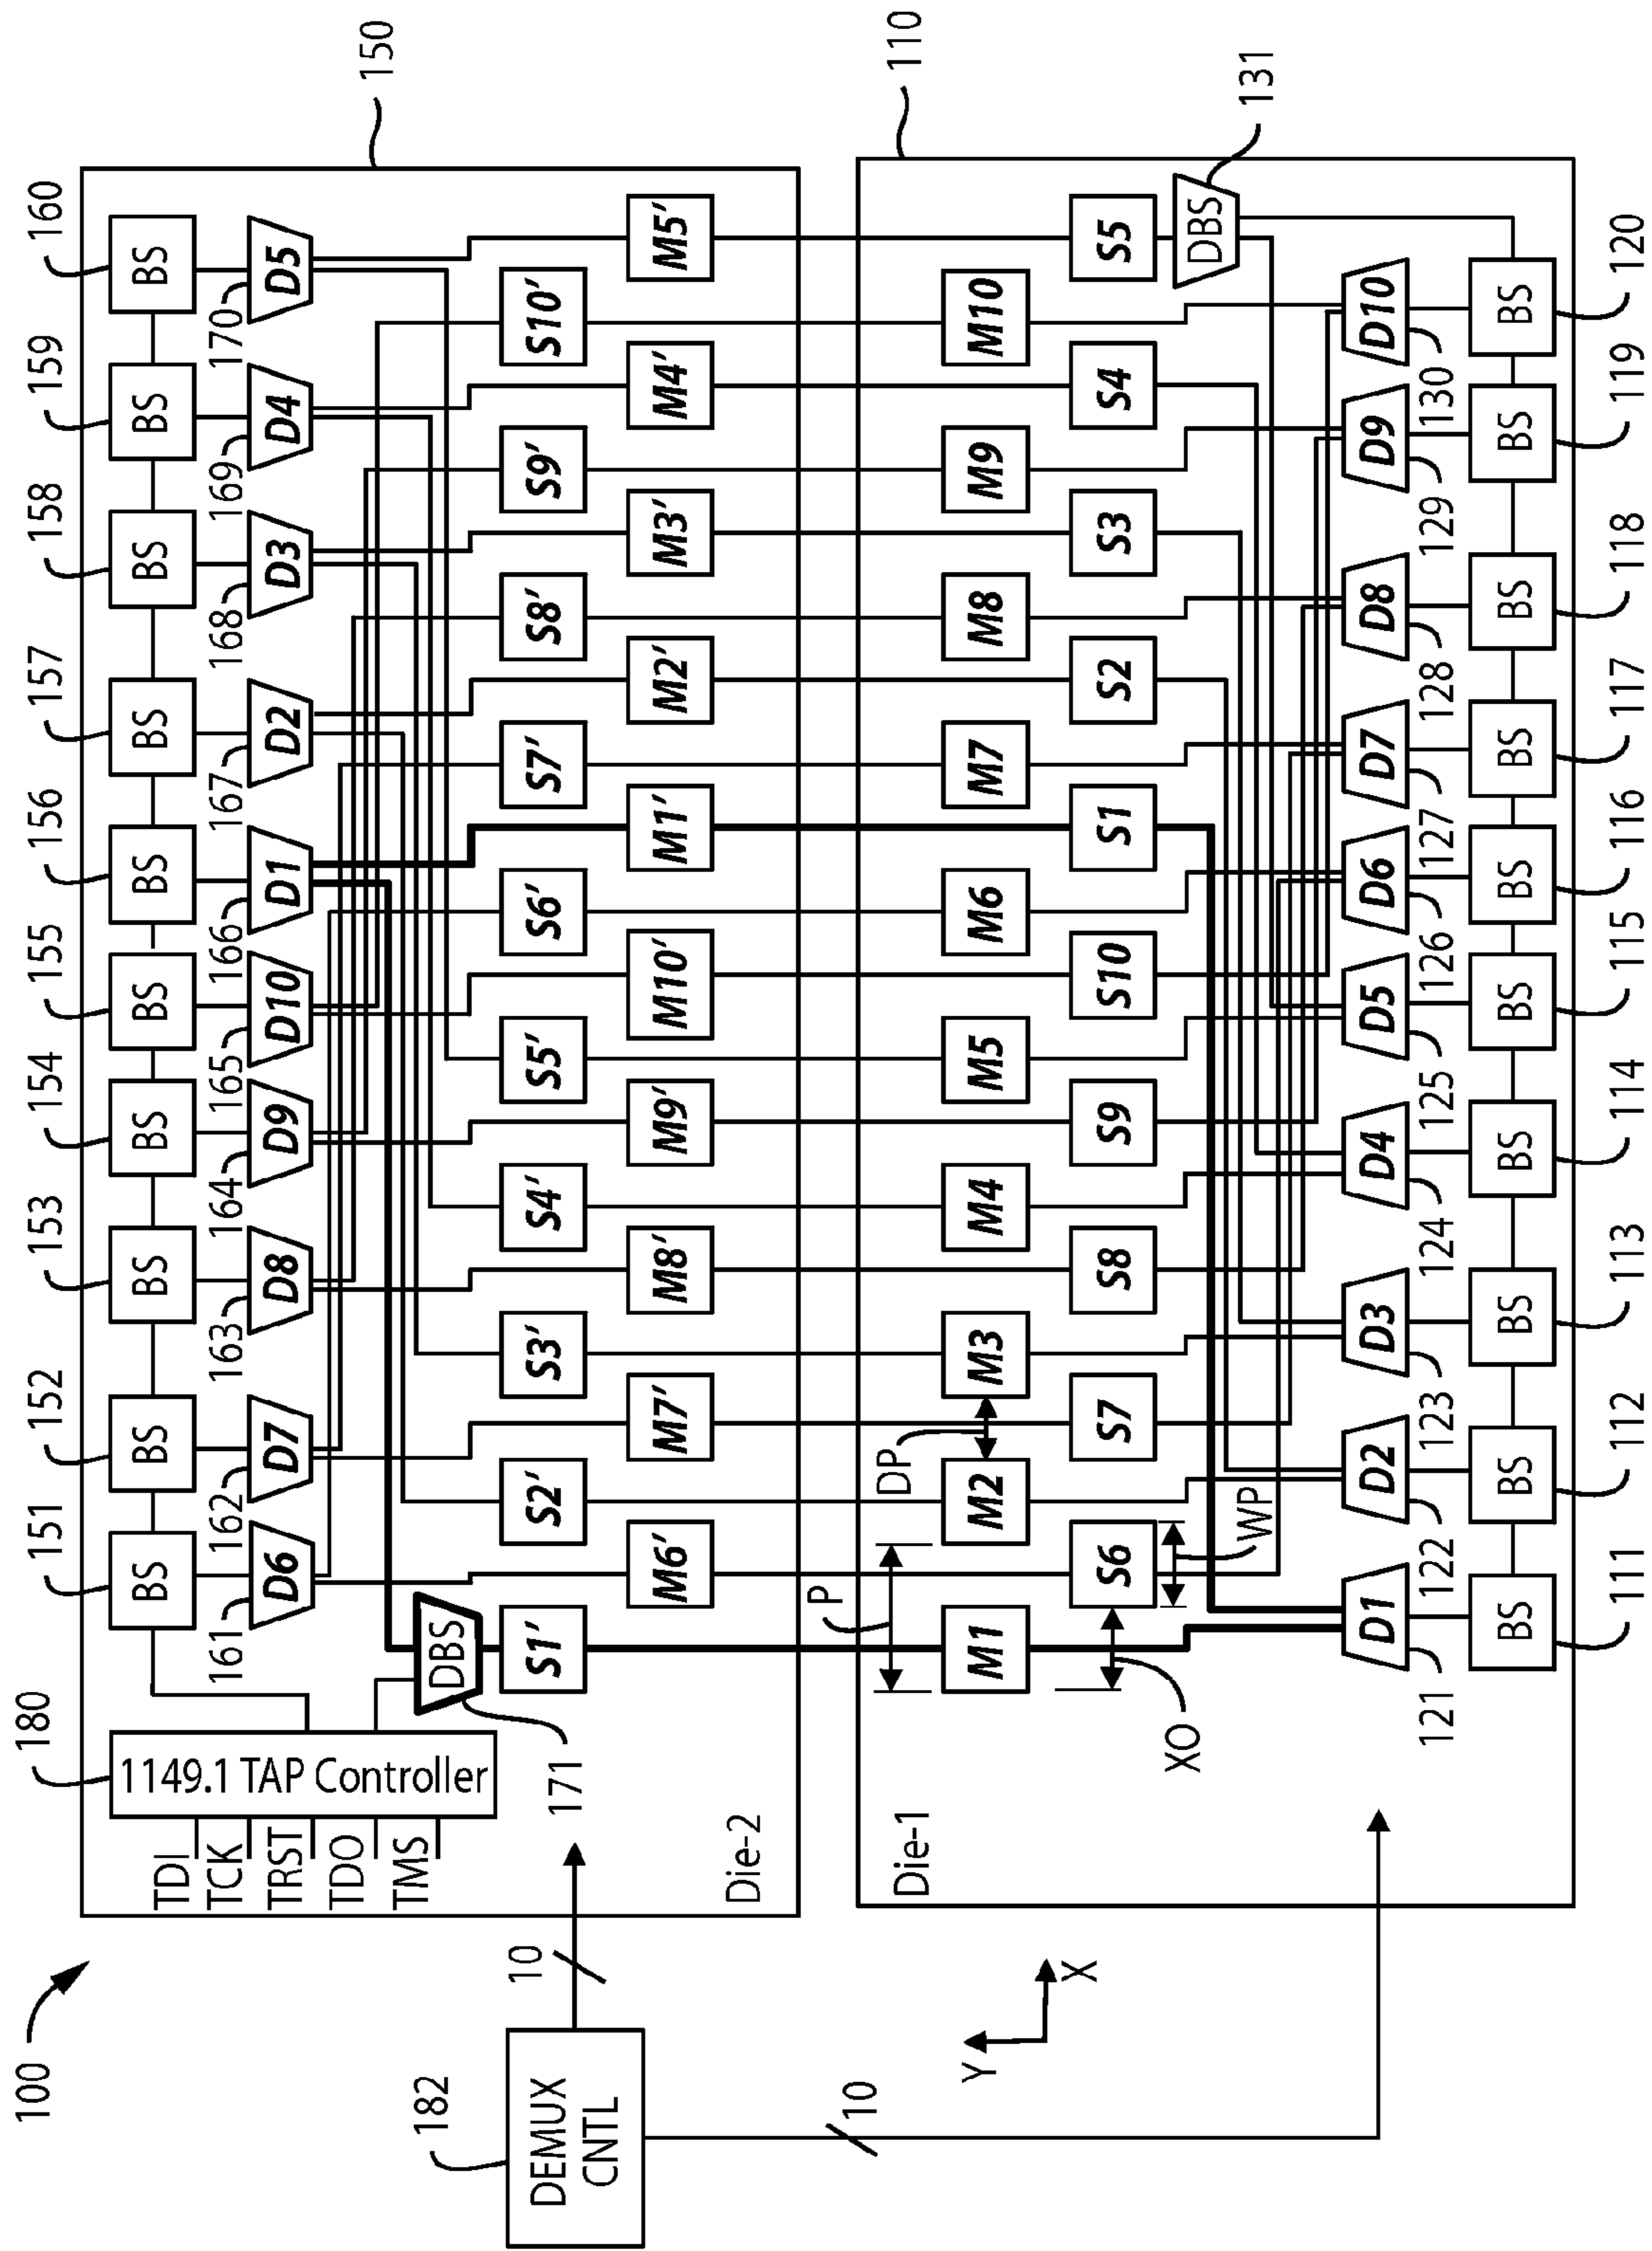 100
180
151 152 153 154 155 156 157 158 159 160
BS BS BS BS BS BS BS BS BS BS
1149.1 TAP Controller
TDI
TCK
TRST
TDO
TMS
161 162 163 164 165 166 167 168 169 170
D6 D7 D8 D9 D10 D1 D2 D3 D4 D5
150
182
DEMUX
CNTL
10
171
DBS
S1' S2' S3' S4' S5' S6' S7' S8' S9' S10'
M6' M7' M8' M9' M10' M1' M2' M3' M4' M5'
Die-2
P
DP
10
110
Die-1
M1 M2 M3 M4 M5 M6 M7 M8 M9 M10
Y
X
S6 S7 S8 S9 S10 S1 S2 S3 S4 S5
XO
WP
DBS
131
D1 D2 D3 D4 D5 D6 D7 D8 D9 D10
121 122 123 124 125 126 127 128 129 130
BS BS BS BS BS BS BS BS BS BS
111 112 113 114 115 116 117 118 119 120